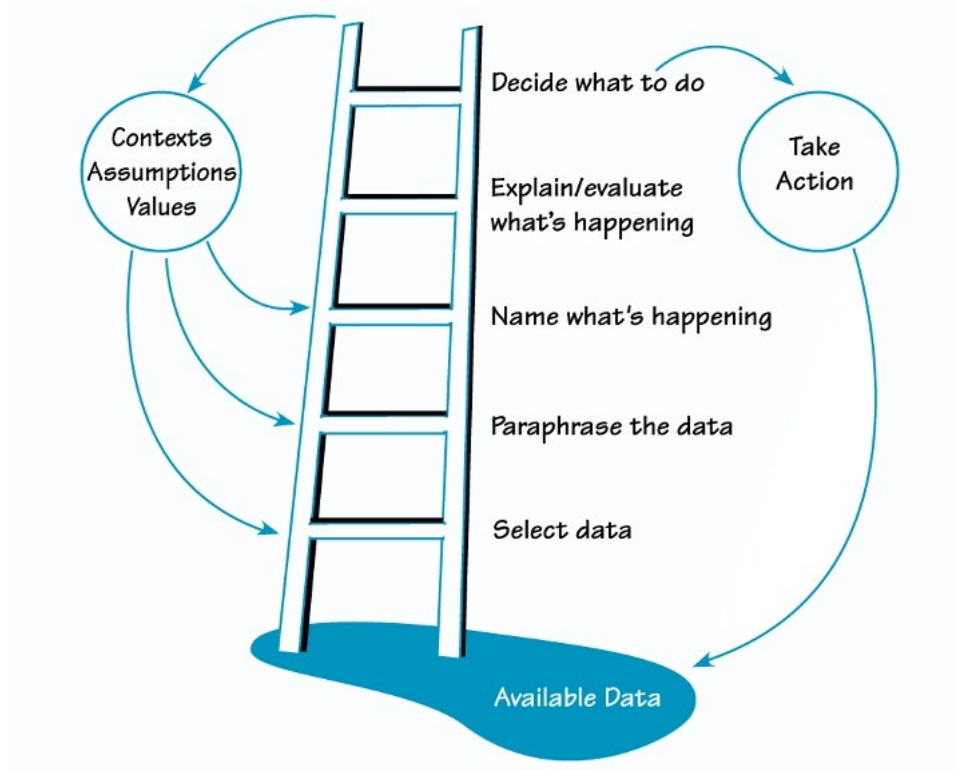 Decide what to do
Contexts
Assumptions
Values
Take
Action
Explain/evaluate
what's happening
Name what's happening
Paraphrase the data
Select data
Available Data